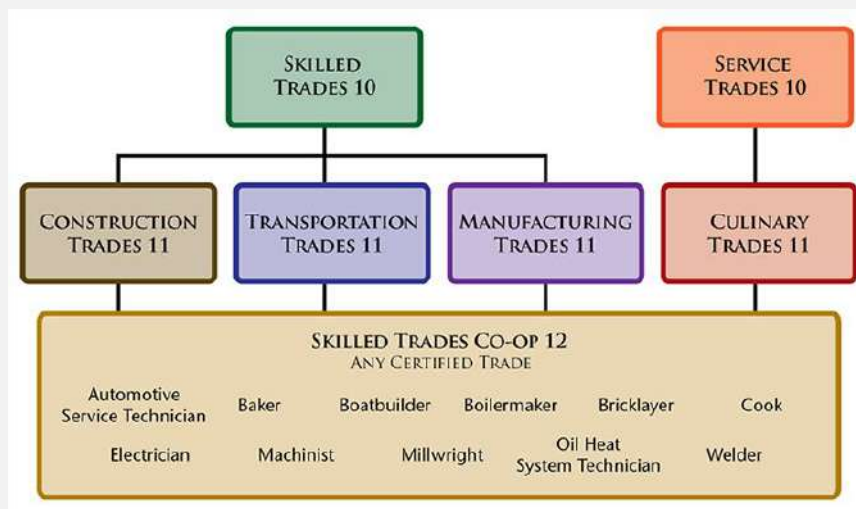 SKILLED
TRADES 10
SERVICE
TRADES 10
CONSTRUCTION
TRADES 11
TRANSPORTATION
TRADES 11
MANUFACTURING
TRADES 11
CULINARY
TRADES 11
SKILLED TRADES CO-OP 12
ANY CERTIFIED TRADE
Automotive
Service Technician
Baker
Boatbuilder
Boilermaker
Bricklayer
Cook
Electrician
Machinist
Millwright
Oil Heat
System Technician
Welder